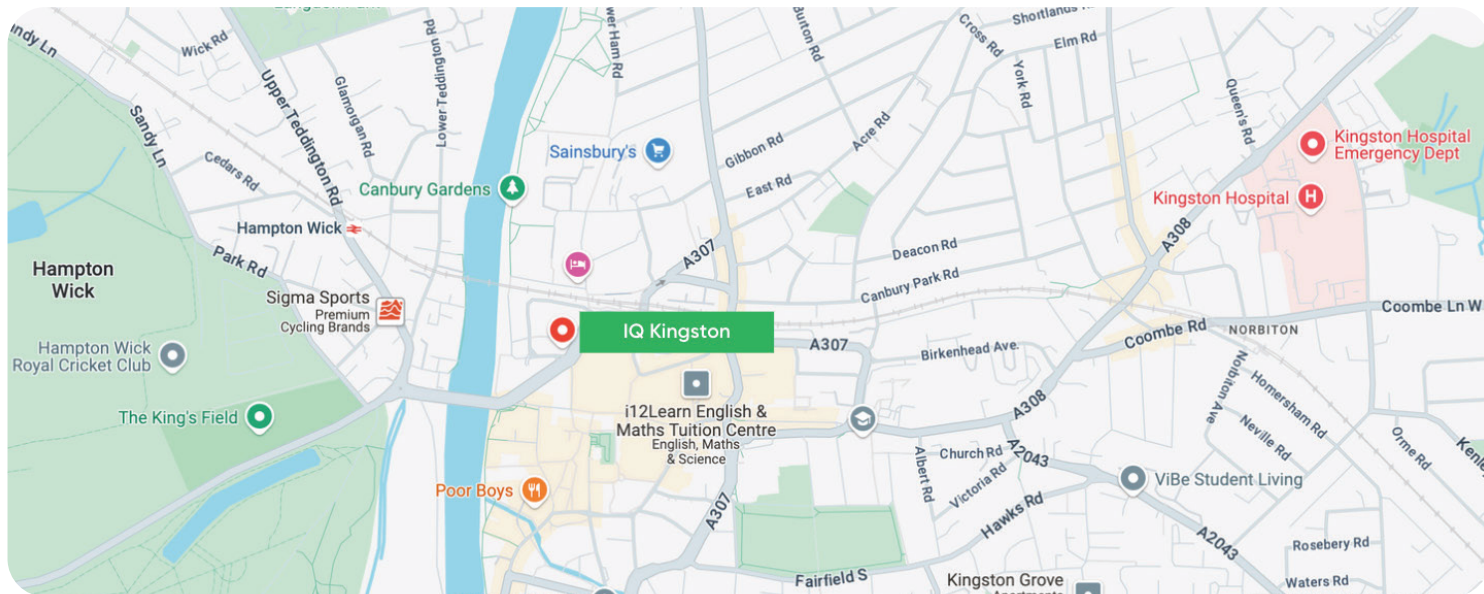 ndy Ln
Wick Rd
Upper Teddington Rd
Glamorgan Rd
Lower Teddington Rd
Sandy Ln
Cedars Rd
Canbury Gardens
Hampton Wick
Park Rd
Hampton
Wick
Sigma Sports
Premium
Cycling Brands
Hampton Wick
Royal Cricket Club
The King's Field
Poor Boys
wer Ham Rd
Sainsbury's
Burton Rd
Gibbon Rd
Acre Rd
East Rd
A307
IQ Kingston
A307
i12Learn English &
Maths Tuition Centre
English, Maths
& Science
A307
Cross Rd
Shortlands R
Elm Rd
York Rd
Queen's Rd
Kingston Hospital
Emergency Dept
Kingston Hospital
H
A308
Deacon Rd
Canbury Park Rd
Coombe Ln W
NORBITON
Coombe Rd
Birkenhead Ave.
Norbiton Ave
Homersham Rd
Neville Rd
Orme Rd
Kenl
A308
A2043
Church Rd
Albert Rd
Victoria Rd
Hawks Rd
ViBe Student Living
A2043
Rosebery Rd
Waters Rd
Fairfield S
Kingston Grove